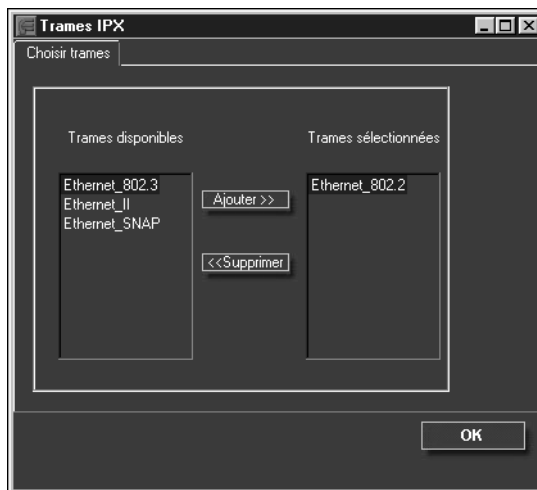 Trames IPX
Choisir trames
Trames disponibles
Trames sélectionnées
Ethernet_802.3
Ethernet_II
Ethernet_SNAP
Ajouter >>
<<Supprimer
Ethernet_802.2
OK